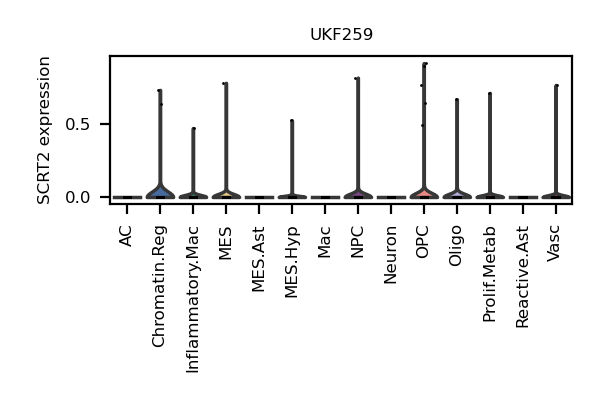 UKF259
SCRT2 expression
0.5
0.0
AC
Chromatin.Reg
Inflammatory.Mac
MES
MES.Ast
MES.Hyp
Mac
NPC
Neuron
OPC
Oligo
Prolif.Metab
Reactive.Ast
Vasc